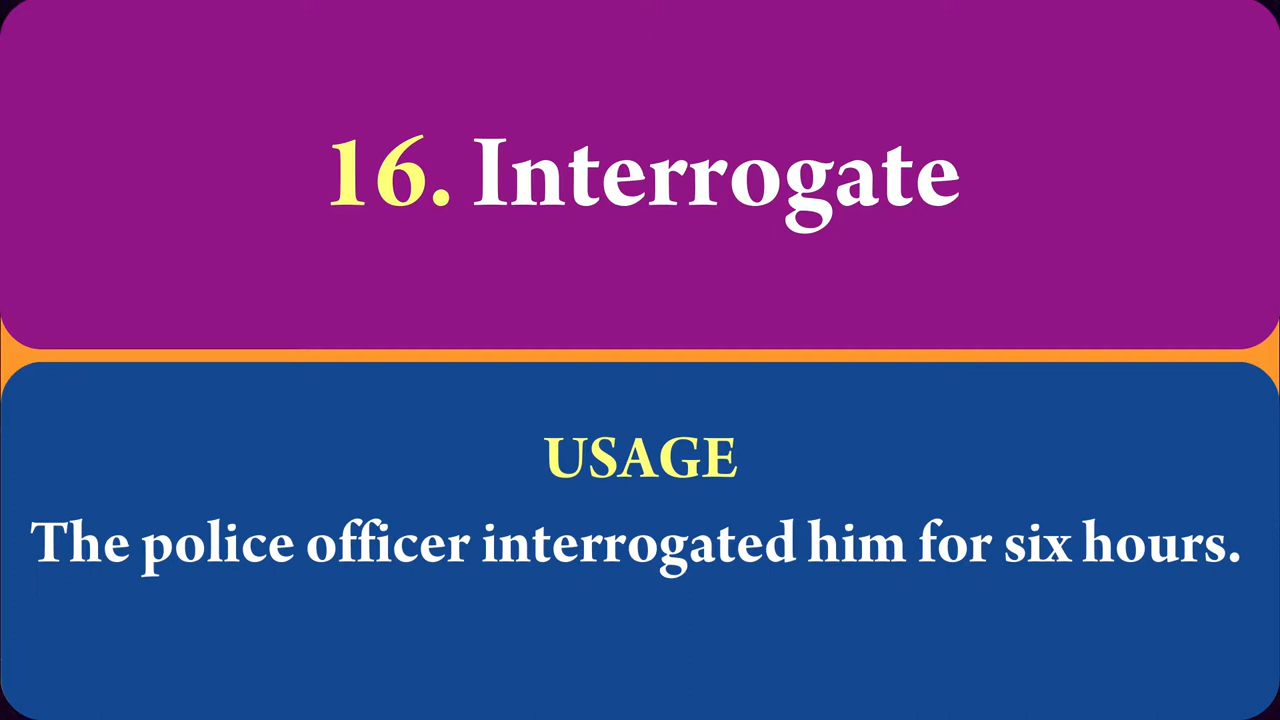 16. Interrogate
USAGE
The police officer interrogated him for six hours.